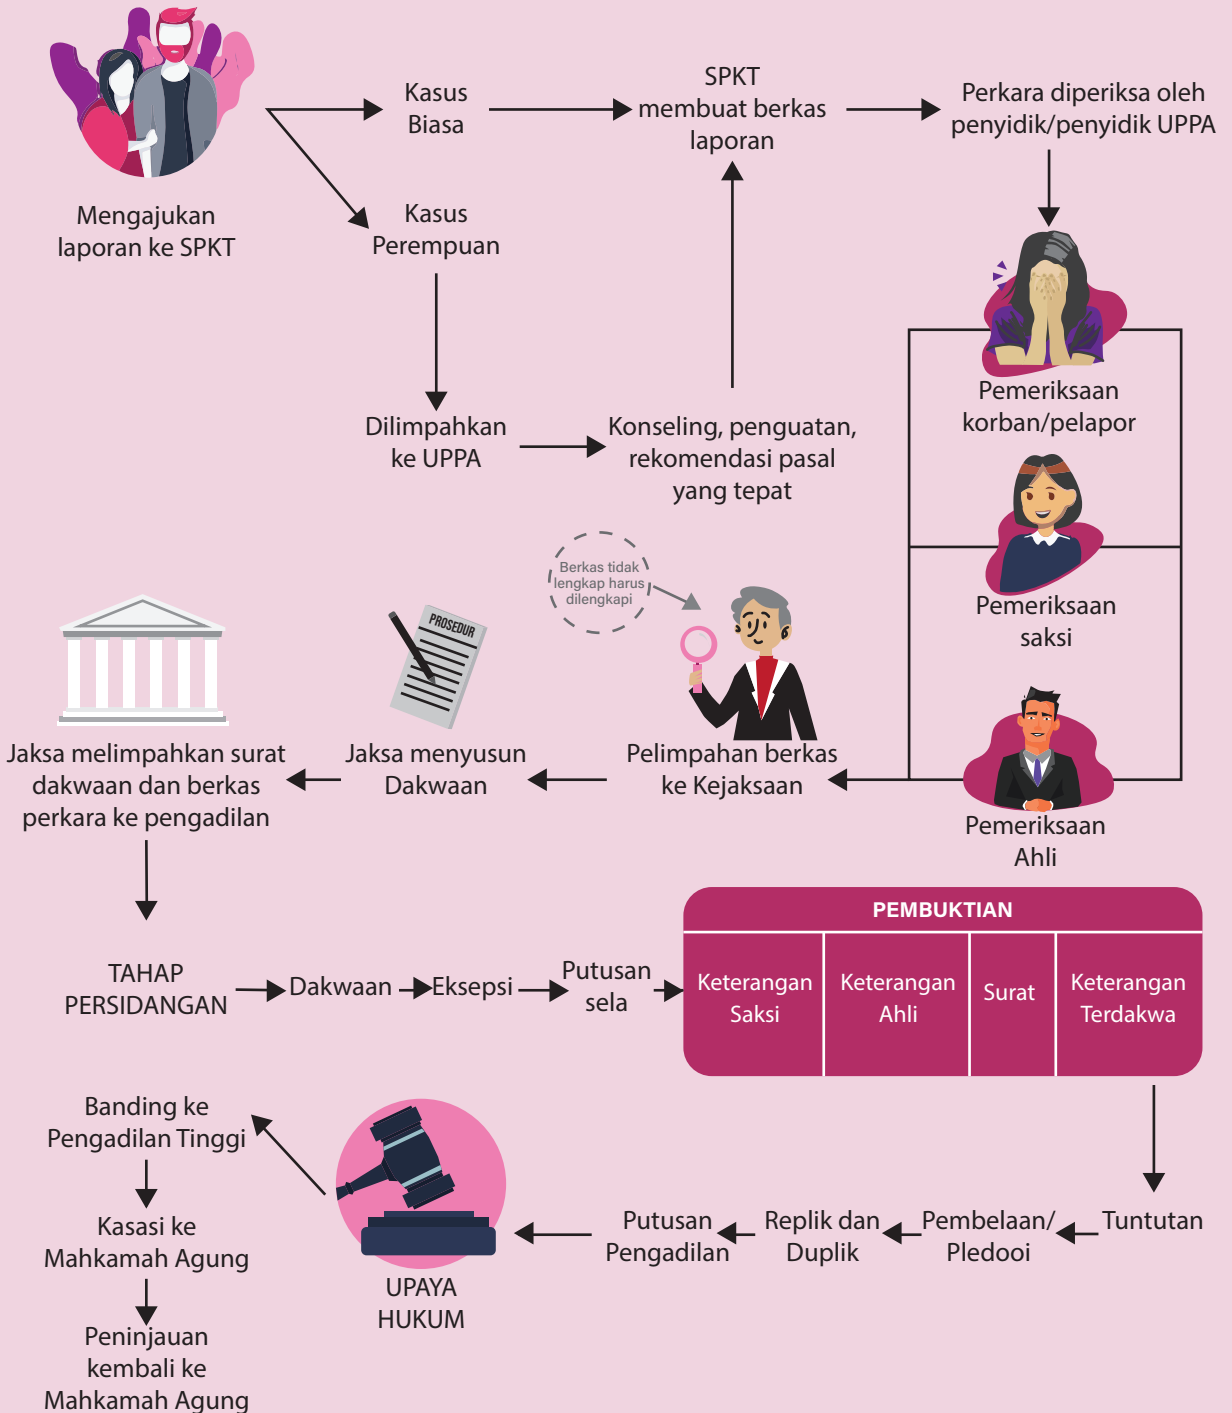 Mengajukan
laporan ke SPKT
Kasus
Biasa
SPKT
membuat berkas
laporan
Perkara diperiksa oleh
penyidik/penyidik UPPA
Kasus
Perempuan
Dilimpahkan
ke UPPA
Konseling, penguatan,
rekomendasi pasal
yang tepat
Pemeriksaan
korban/pelapor
Pemeriksaan
saksi
Pemeriksaan
Ahli
Berkas tidak
lengkap harus
dilengkapi
Pelimpahan berkas
ke Kejaksaan
PROSEDUR
Jaksa menyusun
Dakwaan
Jaksa melimpahkan surat
dakwaan dan berkas
perkara ke pengadilan
TAHAP
PERSIDANGAN
Dakwaan
Eksepsi
Putusan
sela
PEMBUKTIAN
Keterangan
Saksi
Keterangan
Ahli
Surat
Keterangan
Terdakwa
Tuntutan
Pembelaan/
Pledooi
Replik dan
Duplik
Putusan
Pengadilan
UPAYA
HUKUM
Banding ke
Pengadilan Tinggi
Kasasi ke
Mahkamah Agung
Peninjauan
kembali ke
Mahkamah Agung